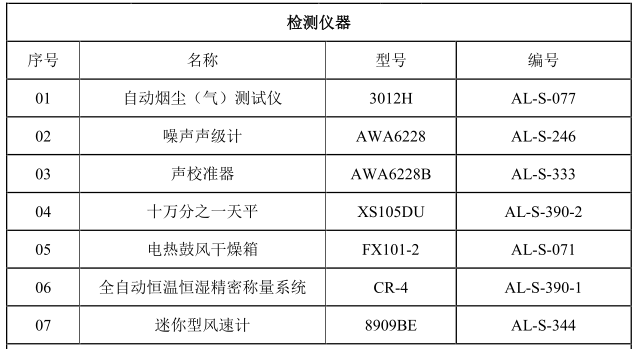 检测仪器
序号 名称 型号 编号
01 自动烟尘（气）测试仪 3012H AL-S-077
02 噪声声级计 AWA6228 AL-S-246
03 声校准器 AWA6228B AL-S-333
04 十万分之一天平 XS105DU AL-S-390-2
05 电热鼓风干燥箱 FX101-2 AL-S-071
06 全自动恒温恒湿精密称量系统 CR-4 AL-S-390-1
07 迷你型风速计 8909BE AL-S-344